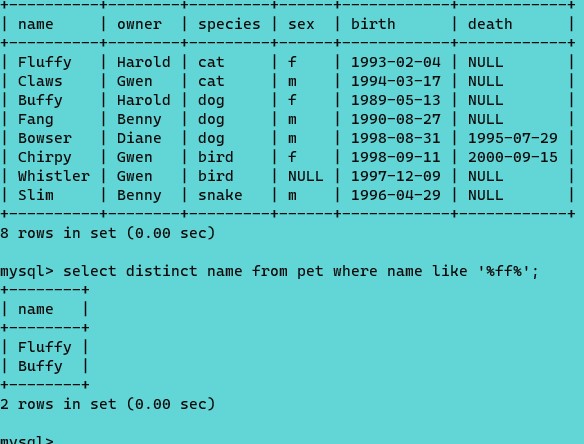 +----------+--------+---------+------+------------+------------+
| name     | owner  | species | sex  | birth      | death      |
+----------+--------+---------+------+------------+------------+
| Fluffy   | Harold | cat     | f    | 1993-02-04 | NULL       |
| Claws    | Gwen   | cat     | m    | 1994-03-17 | NULL       |
| Buffy    | Harold | dog     | f    | 1989-05-13 | NULL       |
| Fang     | Benny  | dog     | m    | 1990-08-27 | NULL       |
| Bowser   | Diane  | dog     | m    | 1998-08-31 | 1995-07-29 |
| Chirpy   | Gwen   | bird    | f    | 1998-09-11 | 2000-09-15 |
| Whistler | Gwen   | bird    | NULL | 1997-12-09 | NULL       |
| Slim     | Benny  | snake   | m    | 1996-04-29 | NULL       |
+----------+--------+---------+------+------------+------------+
8 rows in set (0.00 sec)
mysql> select distinct name from pet where name like '%ff%';
+--------+
| name   |
+--------+
| Fluffy |
| Buffy  |
+--------+
2 rows in set (0.00 sec)
mysql>